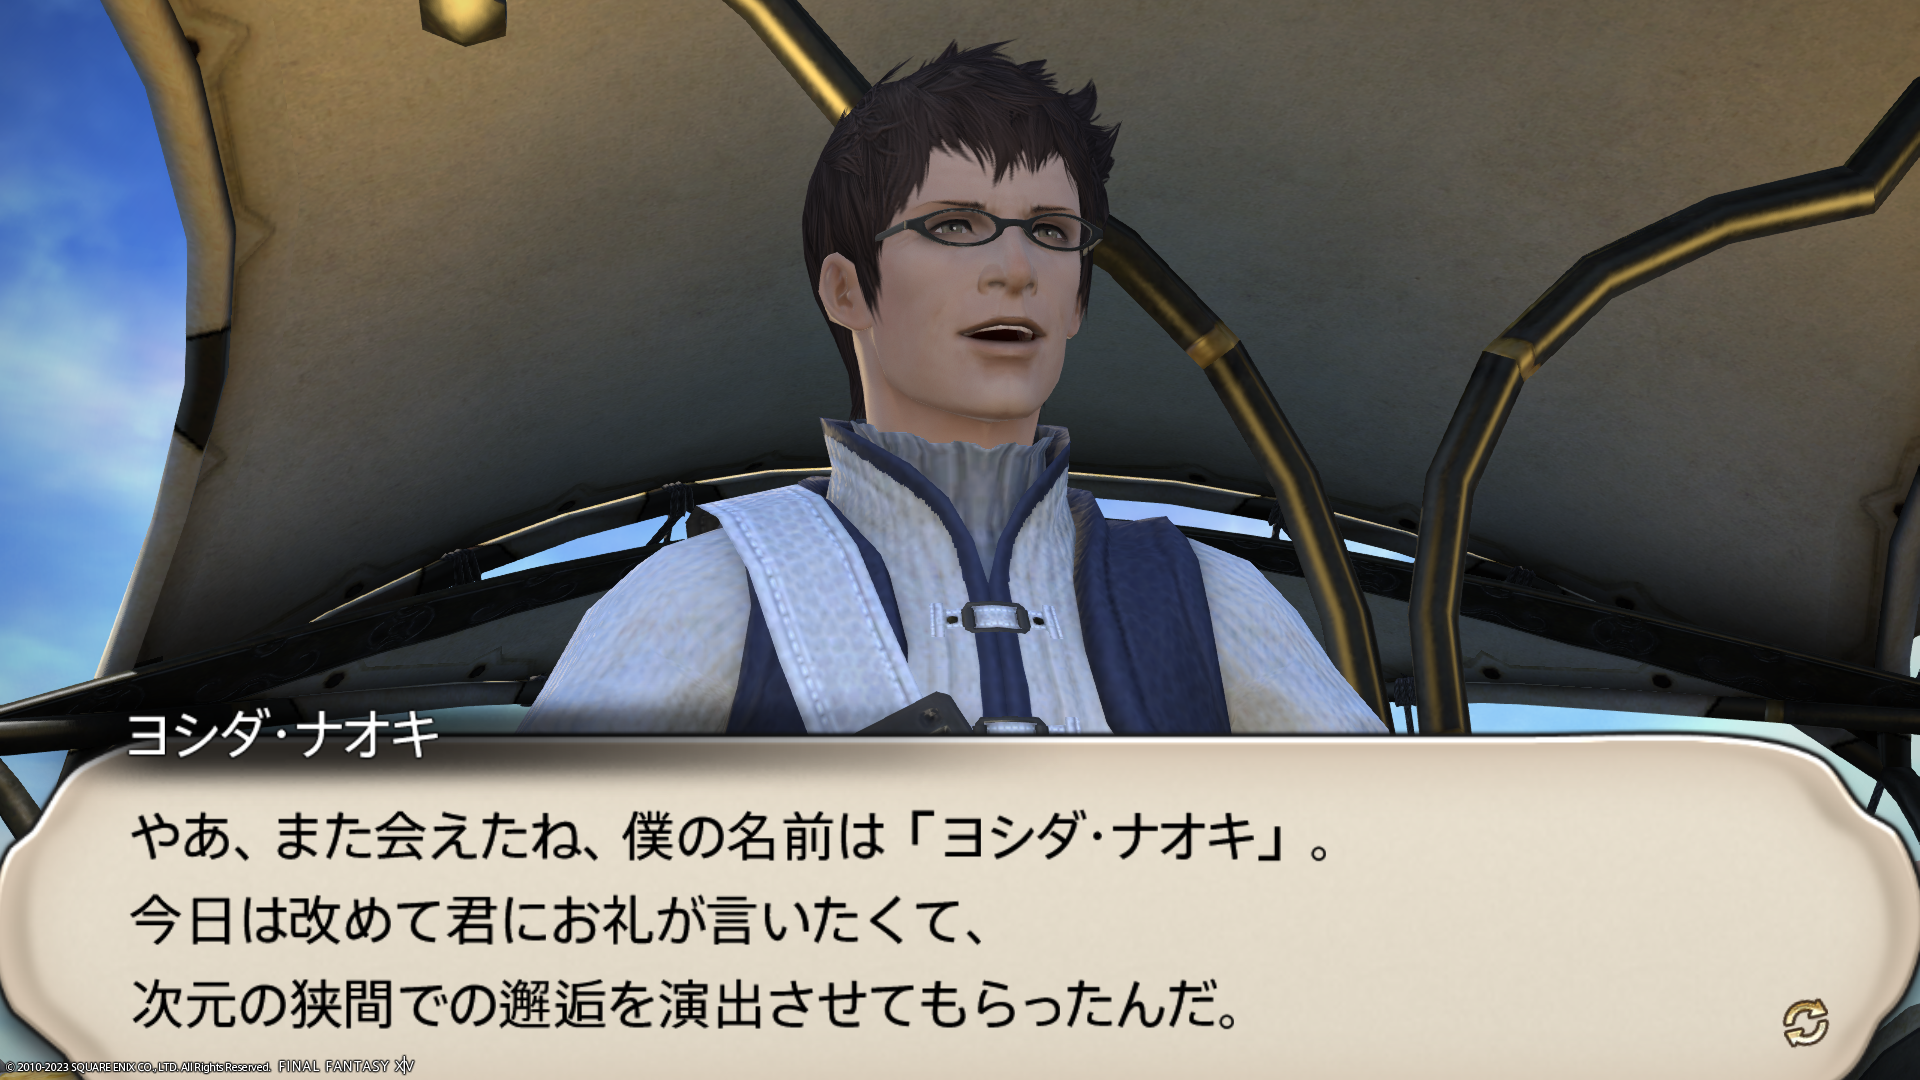 ヨシダ・ナオキ
やあ、また会えたね、僕の名前は「ヨシダ・ナオキ」。
今日は改めて君にお礼が言いたくて、
次元の狭間での邂逅を演出させてもらったんだ。
© 2010-2023 SQUARE ENIX CO., LTD. All Rights Reserved. FINAL FANTASY XIV